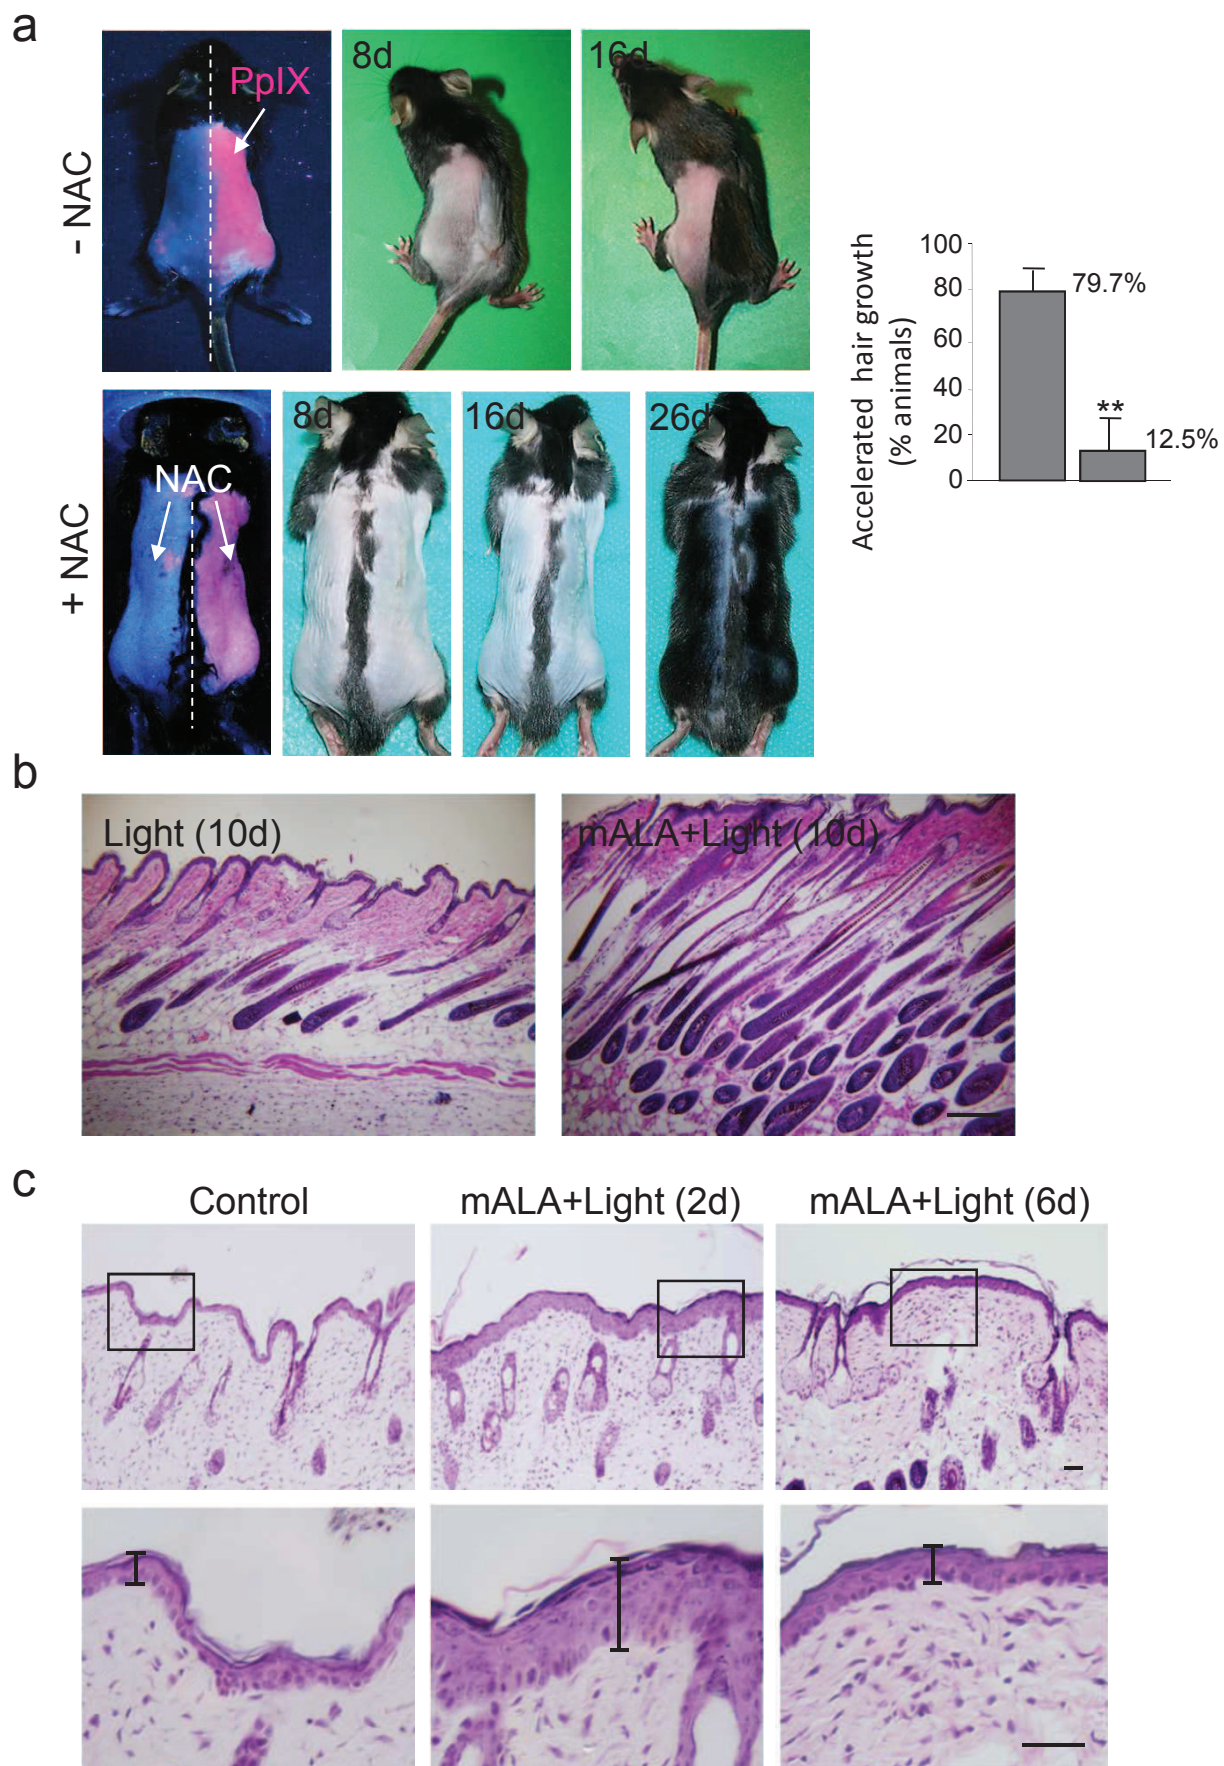 a
PpIX
8d
16d
- NAC
100
80
60
40
20
0
Accelerated hair growth
(% animals)
79.7%
**
12.5%
NAC
8d
16d
26d
+ NAC
b
Light (10d)
mALA+Light (10d)
c
Control
mALA+Light (2d)
mALA+Light (6d)